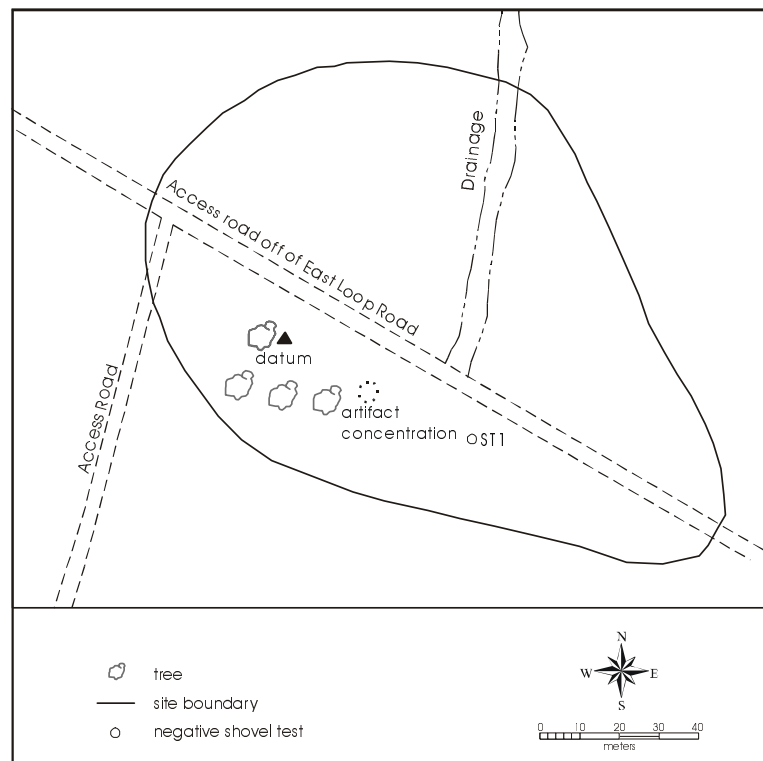 Drainage
Access road off of East Loop Road
datum
Access Road
artifact
concentration
ST1
N
W E
S
tree
site boundary
negative shovel test
0 10 20 30 40
meters